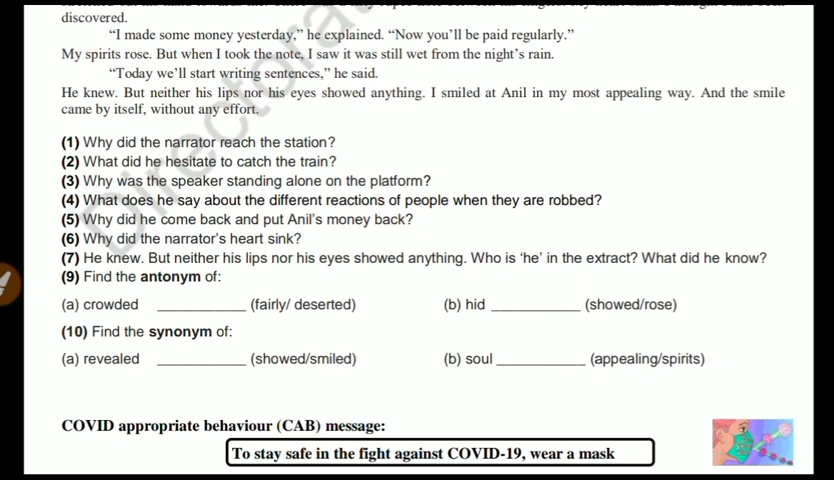 discovered.
“I made some money yesterday,” he explained. “Now you’ll be paid regularly.”
My spirits rose. But when I took the note, I saw it was still wet from the night’s rain.
“Today we’ll start writing sentences,” he said.
He knew. But neither his lips nor his eyes showed anything. I smiled at Anil in my most appealing way. And the smile
came by itself, without any effort.
(1) Why did the narrator reach the station?
(2) What did he hesitate to catch the train?
(3) Why was the speaker standing alone on the platform?
(4) What does he say about the different reactions of people when they are robbed?
(5) Why did he come back and put Anil’s money back?
(6) Why did the narrator’s heart sink?
(7) He knew. But neither his lips nor his eyes showed anything. Who is ‘he’ in the extract? What did he know?
(9) Find the antonym of:
(a) crowded ___________ (fairly/ deserted) (b) hid ___________ (showed/rose)
(10) Find the synonym of:
(a) revealed ___________ (showed/smiled) (b) soul ___________ (appealing/spirits)
COVID appropriate behaviour (CAB) message:
To stay safe in the fight against COVID-19, wear a mask
Directorat